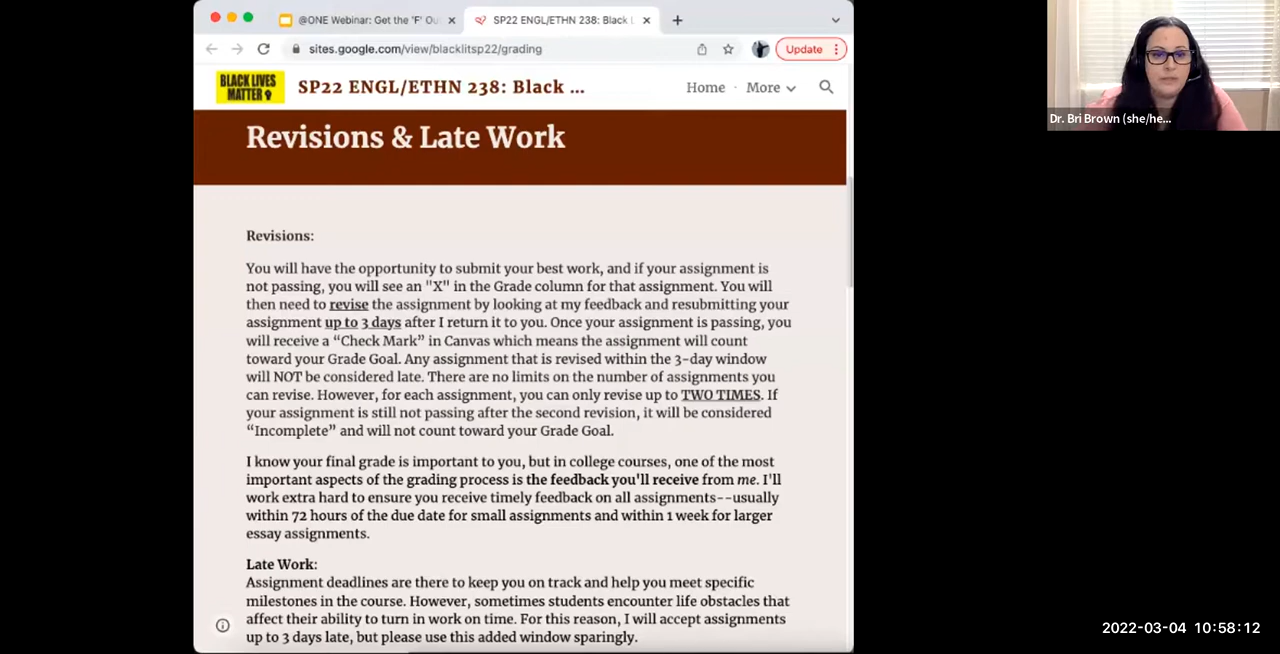 @ONE Webinar: Get the 'F' Ou
SP22 ENGL/ETHN 238: Black L
Update
sites.google.com/view/blacklitsp22/grading
BLACK LIVES
MATTER
SP22 ENGL/ETHN 238: Black ...
Home
More
Revisions & Late Work
Revisions:
You will have the opportunity to submit your best work, and if your assignment is
not passing, you will see an "X" in the Grade column for that assignment. You will
then need to revise the assignment by looking at my feedback and resubmitting your
assignment up to 3 days after I return it to you. Once your assignment is passing, you
will receive a “Check Mark” in Canvas which means the assignment will count
toward your Grade Goal. Any assignment that is revised within the 3-day window
will NOT be considered late. There are no limits on the number of assignments you
can revise. However, for each assignment, you can only revise up to TWO TIMES. If
your assignment is still not passing after the second revision, it will be considered
“Incomplete” and will not count toward your Grade Goal.
I know your final grade is important to you, but in college courses, one of the most
important aspects of the grading process is the feedback you'll receive from me. I'll
work extra hard to ensure you receive timely feedback on all assignments--usually
within 72 hours of the due date for small assignments and within 1 week for larger
essay assignments.
Late Work:
Assignment deadlines are there to keep you on track and help you meet specific
milestones in the course. However, sometimes students encounter life obstacles that
affect their ability to turn in work on time. For this reason, I will accept assignments
up to 3 days late, but please use this added window sparingly.
Dr. Bri Brown (she/he...
2022-03-04 10:58:12